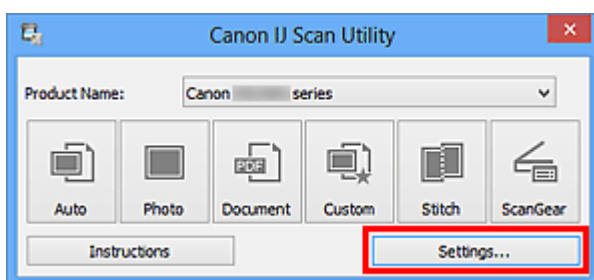 Canon IJ Scan Utility
Product Name: Canon series
PDF
Auto Photo Document Custom Stitch ScanGear
Instructions Settings...